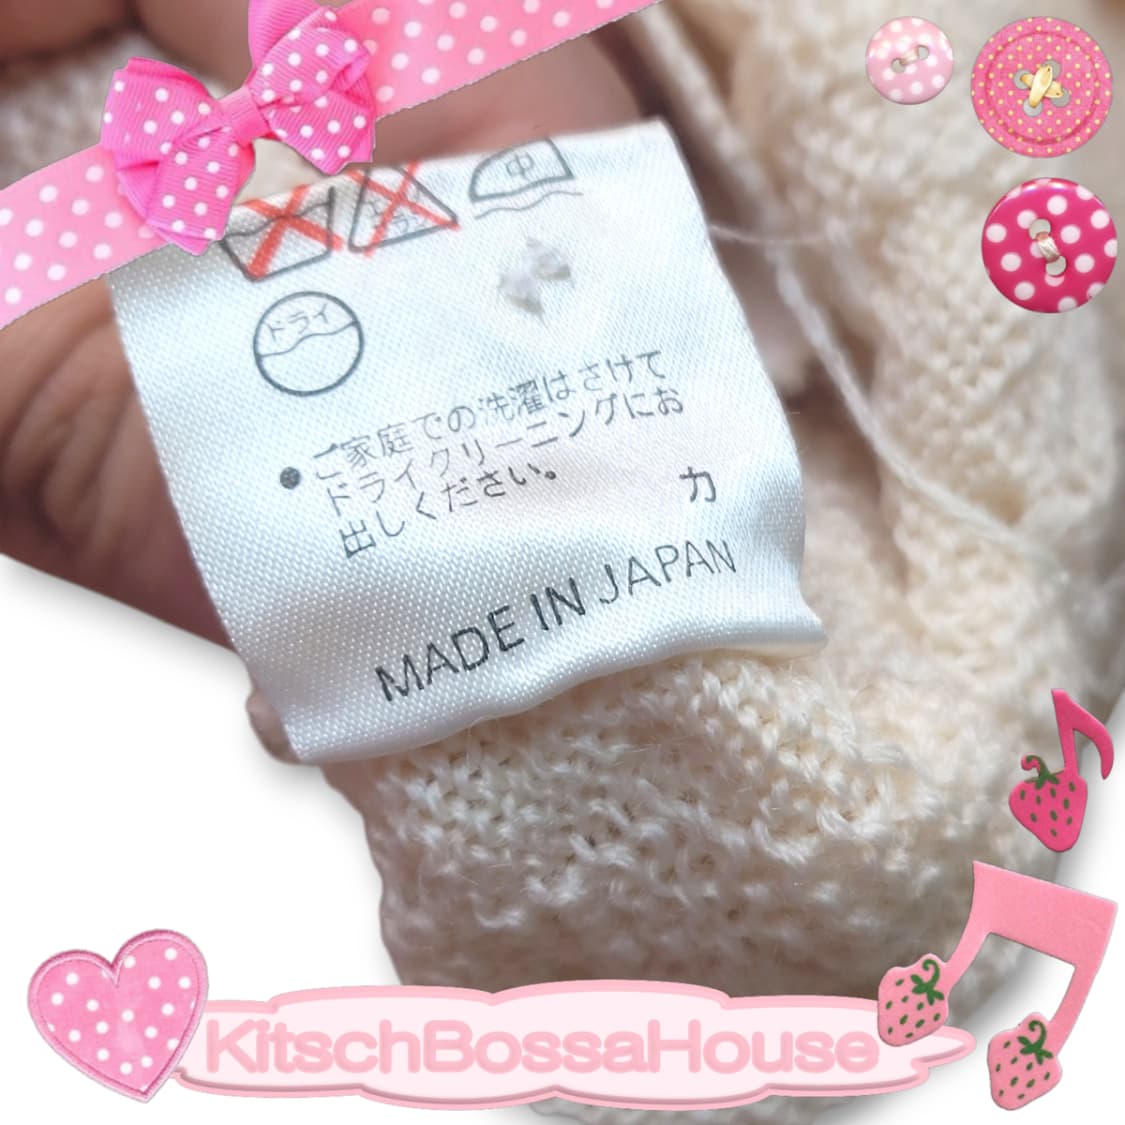 中
ドライ
● ご家庭での洗濯はさけて
ドライクリーニングにお
出しください。
カ
MADE IN JAPAN
KitschBossaHouse